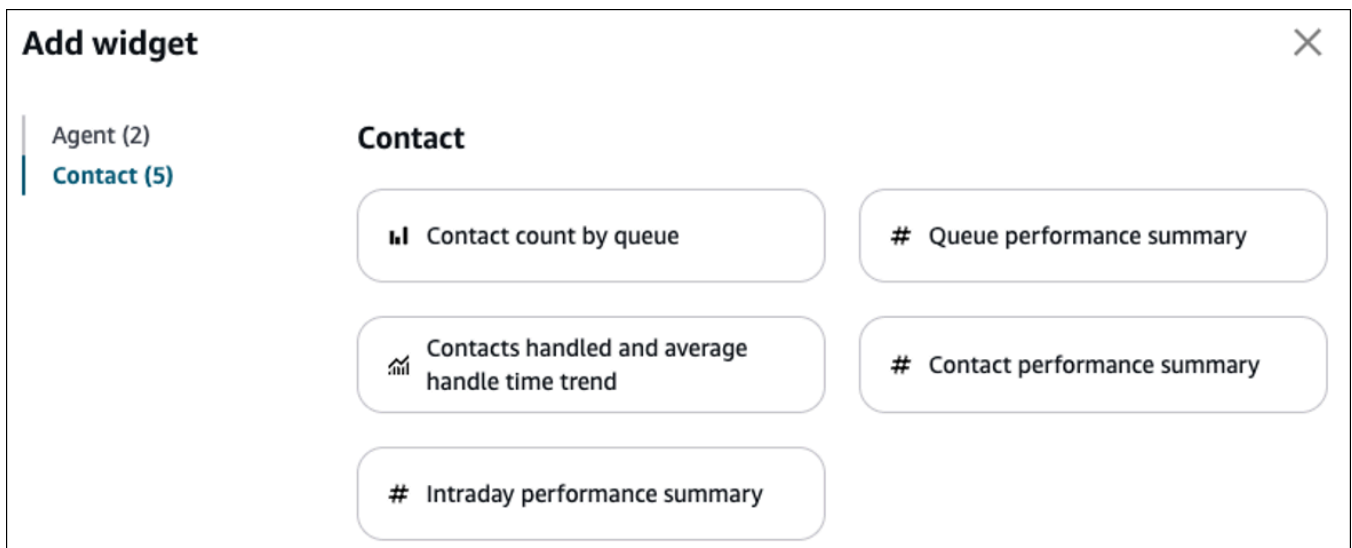 Add widget
Agent (2)
Contact (5)
Contact
Contact count by queue
# Queue performance summary
Contacts handled and average
handle time trend
# Contact performance summary
# Intraday performance summary